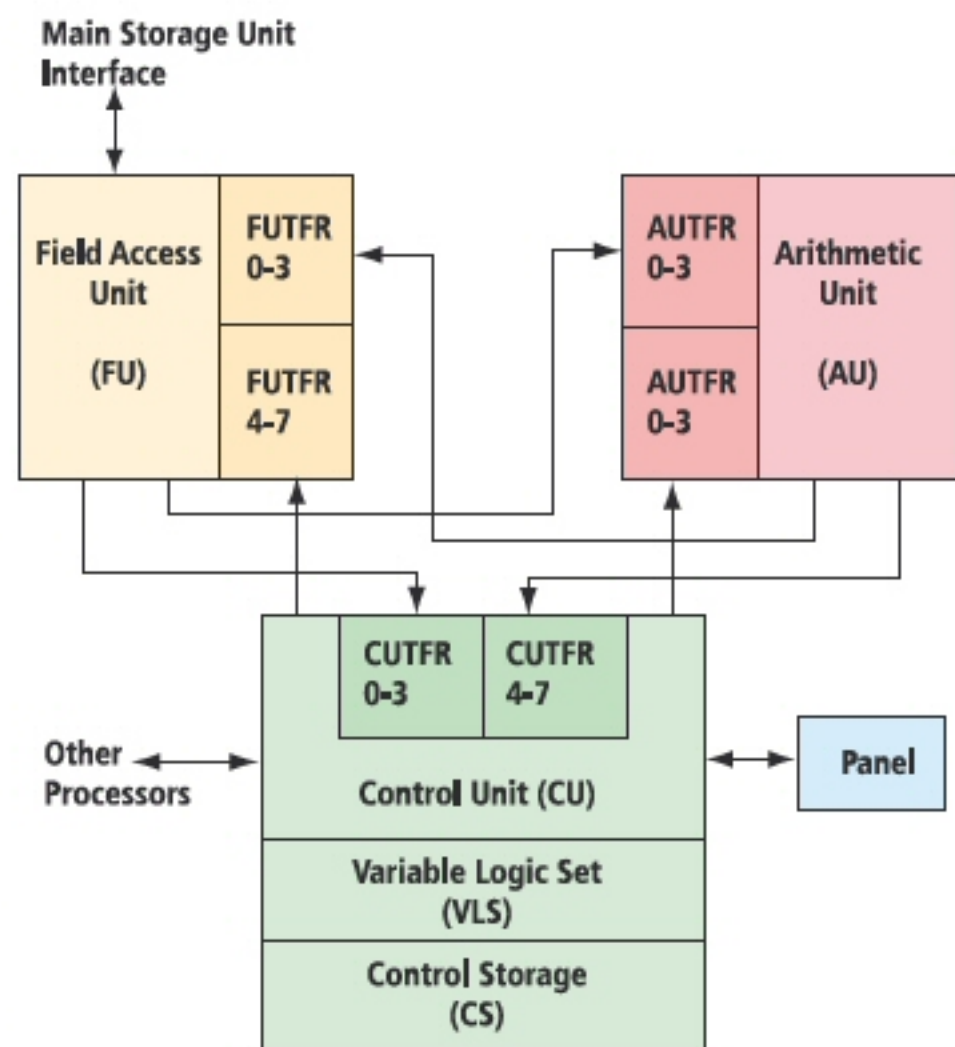 Main Storage Unit
Interface
Field Access
Unit
(FU)
FUTFR
0-3
FUTFR
4-7
AUTFR
0-3
AUTFR
0-3
Arithmetic
Unit
(AU)
CUTFR
0-3
CUTFR
4-7
Other
Processors
Control Unit (CU)
Panel
Variable Logic Set
(VLS)
Control Storage
(CS)